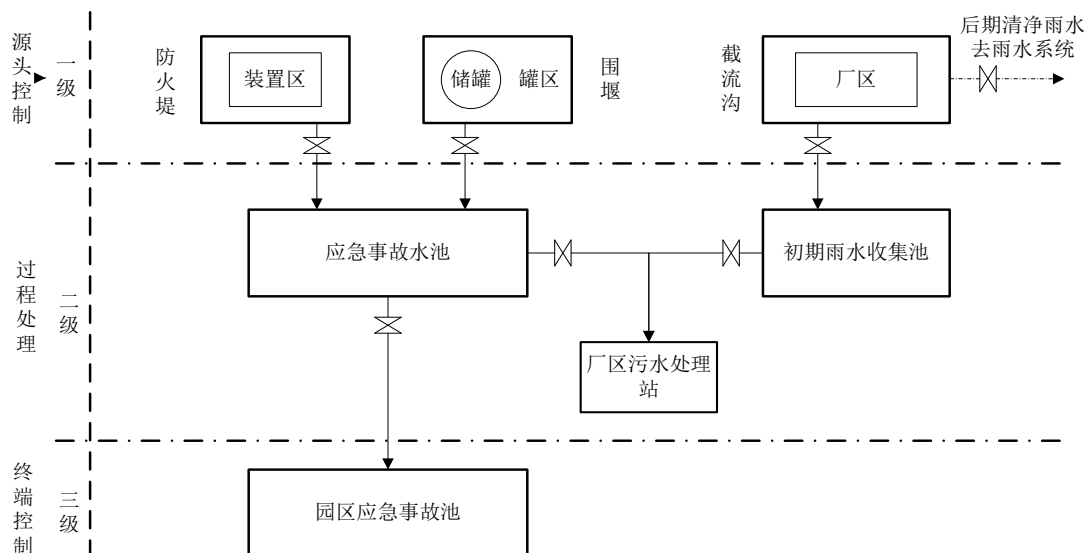 后期清净雨水
去雨水系统
源头控制
一级
防火堤
装置区
储罐
罐区
围堰
截流沟
厂区
过程处理
二级
应急事故水池
初期雨水收集池
厂区污水处理
站
终端控制
三级
园区应急事故池